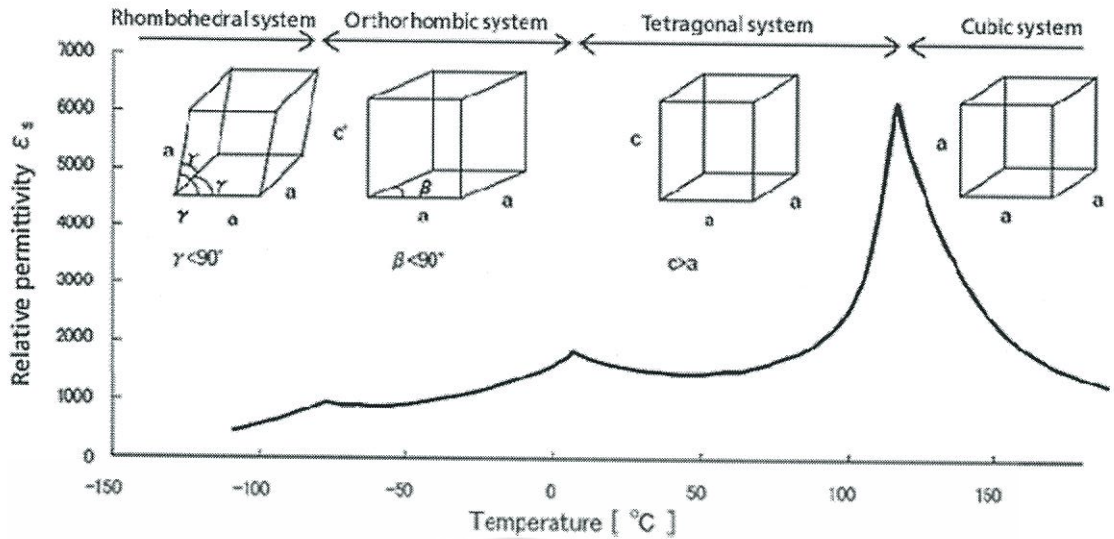 Rhombohedral system Orthorhombic system Tetragonal system Cubic system
7000
6000
5000
4000
3000
2000
1000
0
Relative permittivity ε s
a γ γ γ a a
γ<90°
c' β a a
β<90°
c a a
c>a
a a a
-150 -100 -50 0 50 100 150
Temperature [ °C ]